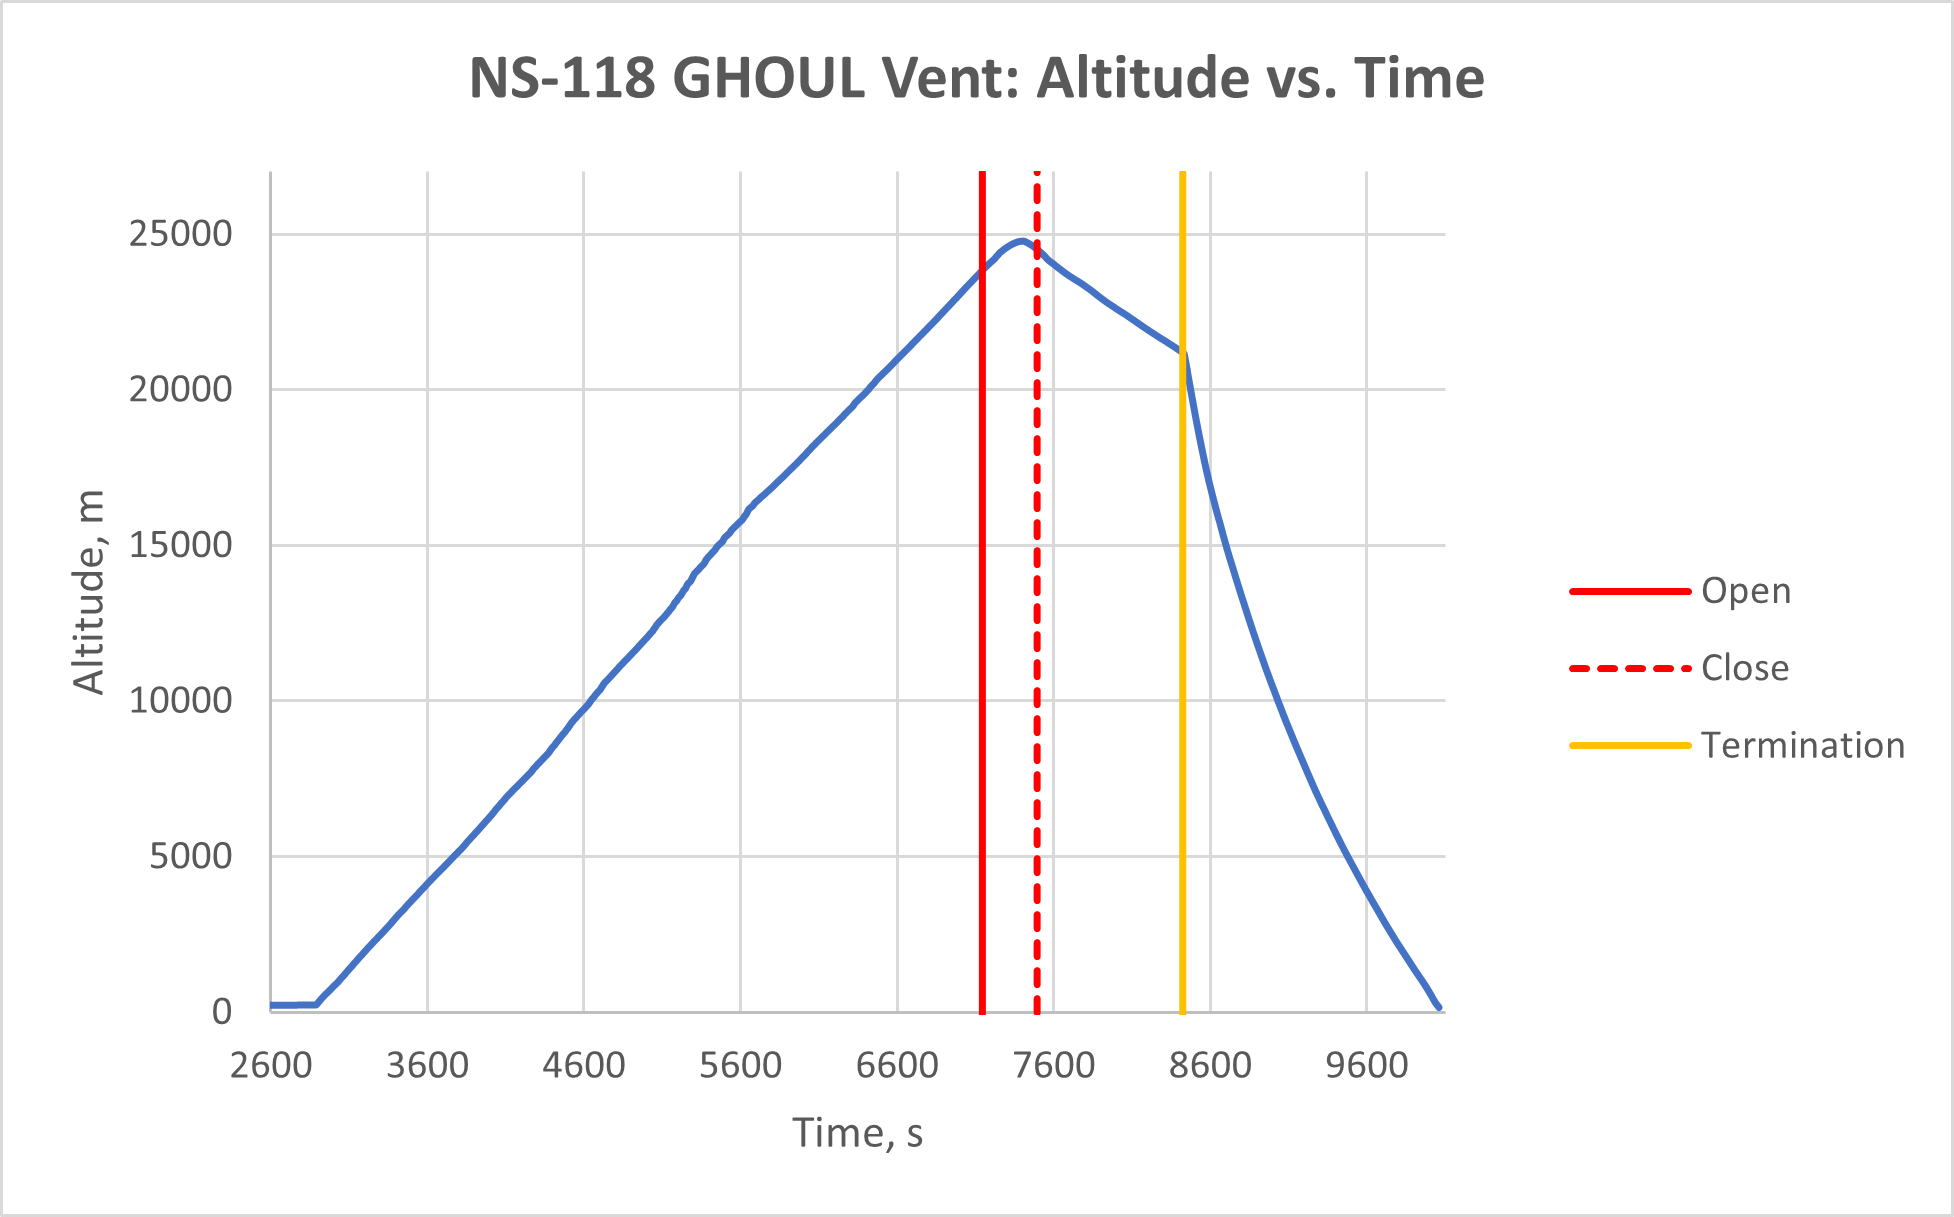 NS-118 GHOUL Vent: Altitude vs. Time
25000
20000
15000
10000
5000
0
Altitude, m
2600 3600 4600 5600 6600 7600 8600 9600
Time, s
Open
Close
Termination